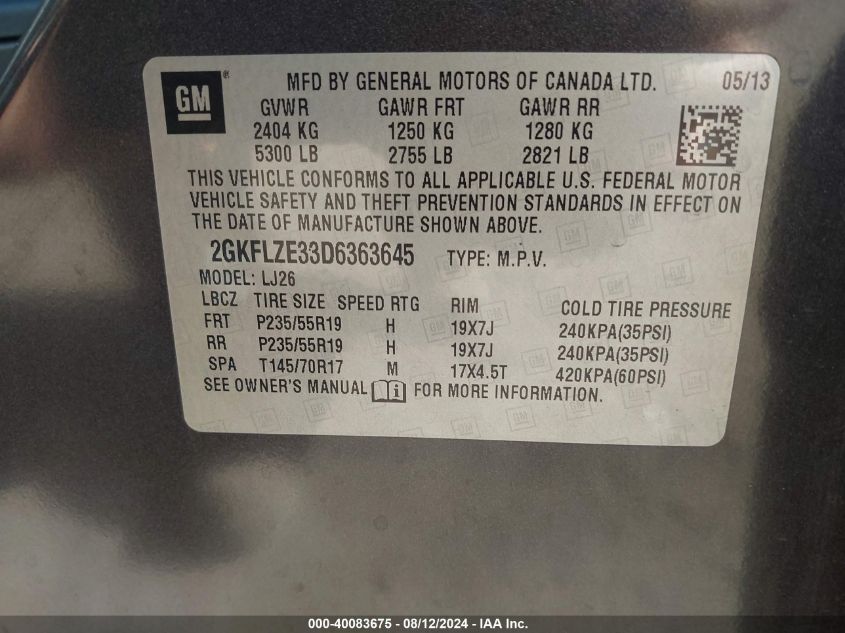 GM ® MFD BY GENERAL MOTORS OF CANADA LTD. 05/13
GVWR GAWR FRT GAWR RR
2404 KG 1250 KG 1280 KG
5300 LB 2755 LB 2821 LB
THIS VEHICLE CONFORMS TO ALL APPLICABLE U.S. FEDERAL MOTOR
VEHICLE SAFETY AND THEFT PREVENTION STANDARDS IN EFFECT ON
THE DATE OF MANUFACTURE SHOWN ABOVE.
2GKFLZE33D6363645 TYPE: M.P.V.
MODEL: LJ26
LBCZ TIRE SIZE SPEED RTG RIM COLD TIRE PRESSURE
FRT P235/55R19 H 19X7J 240KPA(35PSI)
RR P235/55R19 H 19X7J 240KPA(35PSI)
SPA T145/70R17 M 17X4.5T 420KPA(60PSI)
SEE OWNER'S MANUAL i FOR MORE INFORMATION.
000-40083675 - 08/12/2024 - IAA Inc.